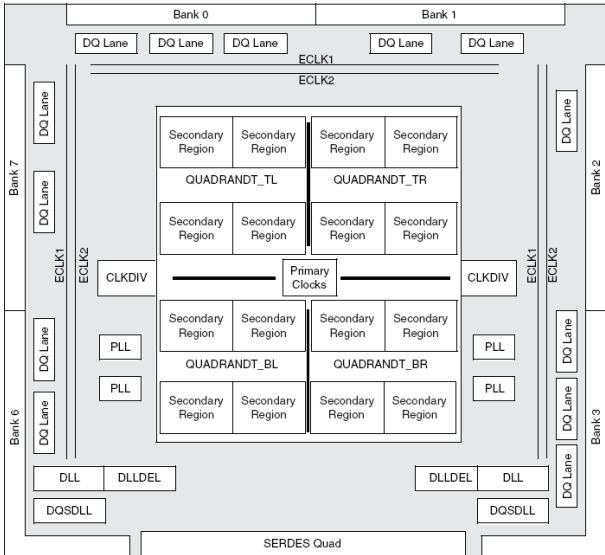 Bank 0
Bank 1
DQ Lane
DQ Lane
DQ Lane
DQ Lane
DQ Lane
ECLK1
ECLK2
Bank 7
DQ Lane
DQ Lane
ECLK1
ECLK2
Secondary Region
Secondary Region
Secondary Region
Secondary Region
QUADRANDT_TL
QUADRANDT_TR
Secondary Region
Secondary Region
Secondary Region
Secondary Region
DQ Lane
Bank 2
ECLK1
ECLK2
CLKDIV
Primary Clocks
CLKDIV
Secondary Region
Secondary Region
Secondary Region
Secondary Region
PLL
QUADRANDT_BL
QUADRANDT_BR
PLL
PLL
Secondary Region
Secondary Region
Secondary Region
Secondary Region
PLL
Bank 6
DQ Lane
DQ Lane
DQ Lane
DQ Lane
DQ Lane
Bank 3
DLL
DLLDEL
DLLDEL
DLL
DQSDLL
DQSDLL
SERDES Quad